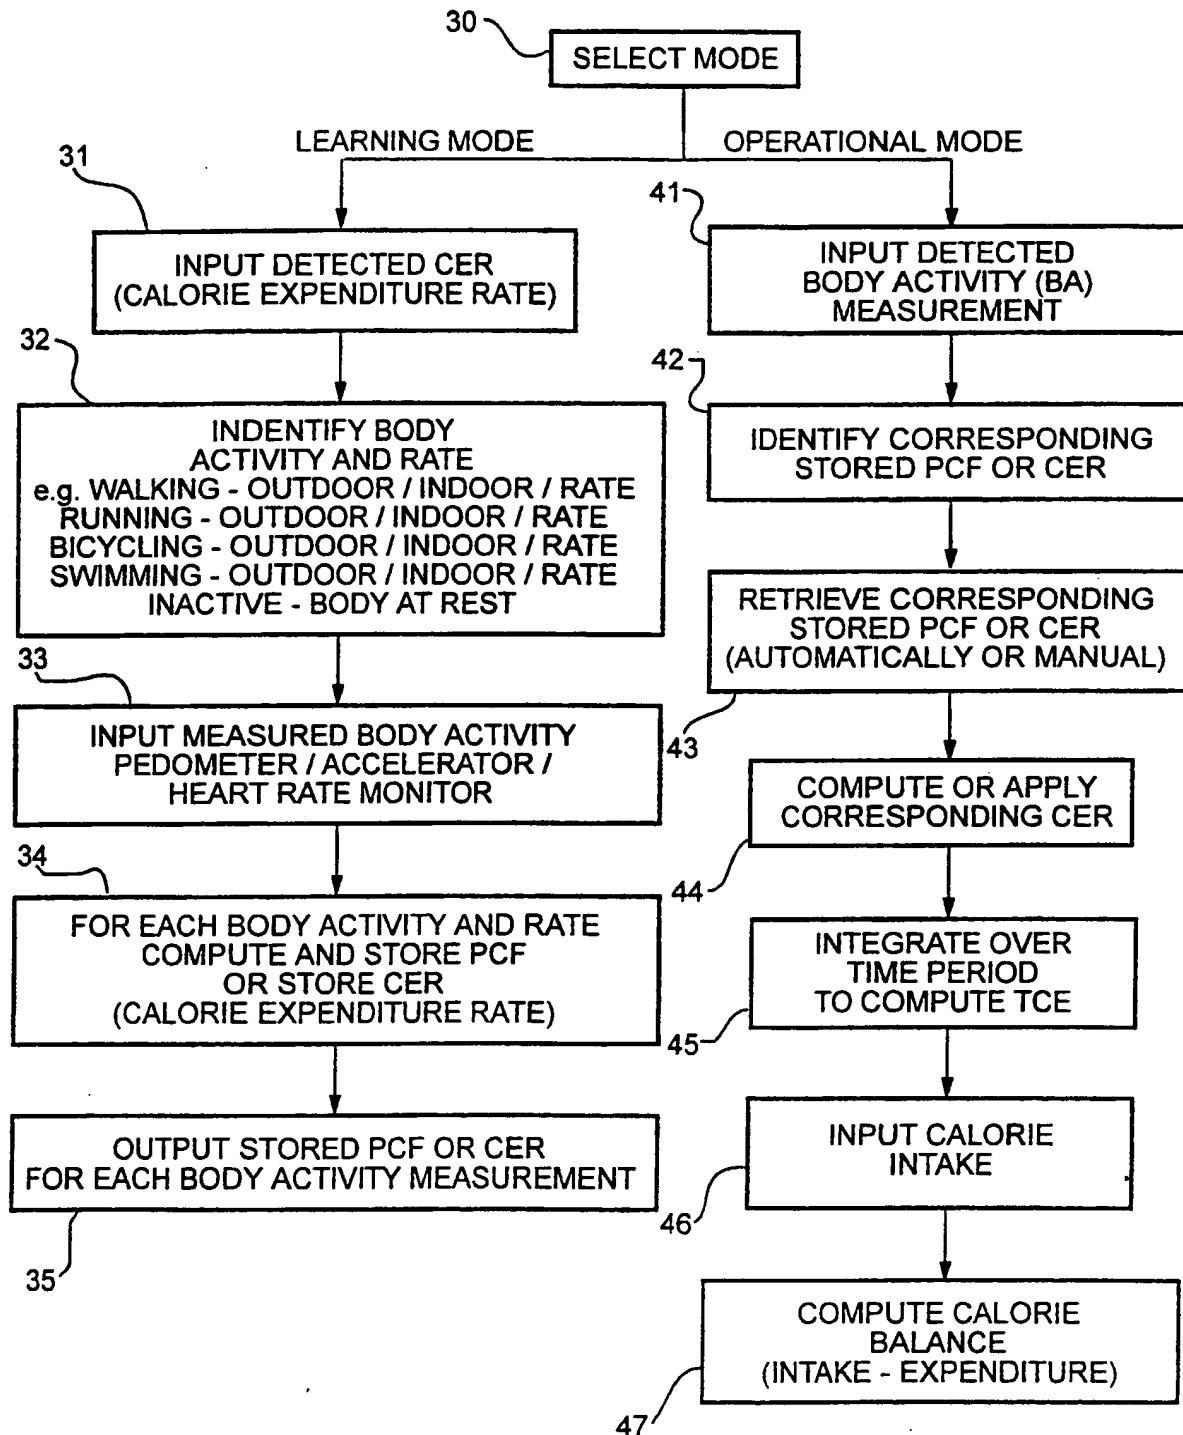 30
SELECT MODE
LEARNING MODE
OPERATIONAL MODE
31
INPUT DETECTED CER
(CALORIE EXPENDITURE RATE)
32
INDENTIFY BODY
ACTIVITY AND RATE
e.g. WALKING - OUTDOOR / INDOOR / RATE
RUNNING - OUTDOOR / INDOOR / RATE
BICYCLING - OUTDOOR / INDOOR / RATE
SWIMMING - OUTDOOR / INDOOR / RATE
INACTIVE - BODY AT REST
33
INPUT MEASURED BODY ACTIVITY
PEDOMETER / ACCELERATOR /
HEART RATE MONITOR
34
FOR EACH BODY ACTIVITY AND RATE
COMPUTE AND STORE PCF
OR STORE CER
(CALORIE EXPENDITURE RATE)
OUTPUT STORED PCF OR CER
FOR EACH BODY ACTIVITY MEASUREMENT
35
41
INPUT DETECTED
BODY ACTIVITY (BA)
MEASUREMENT
42
IDENTIFY CORRESPONDING
STORED PCF OR CER
RETRIEVE CORRESPONDING
STORED PCF OR CER
(AUTOMATICALLY OR MANUAL)
43
COMPUTE OR APPLY
CORRESPONDING CER
44
INTEGRATE OVER
TIME PERIOD
TO COMPUTE TCE
45
INPUT CALORIE
INTAKE
46
COMPUTE CALORIE
BALANCE
(INTAKE - EXPENDITURE)
47